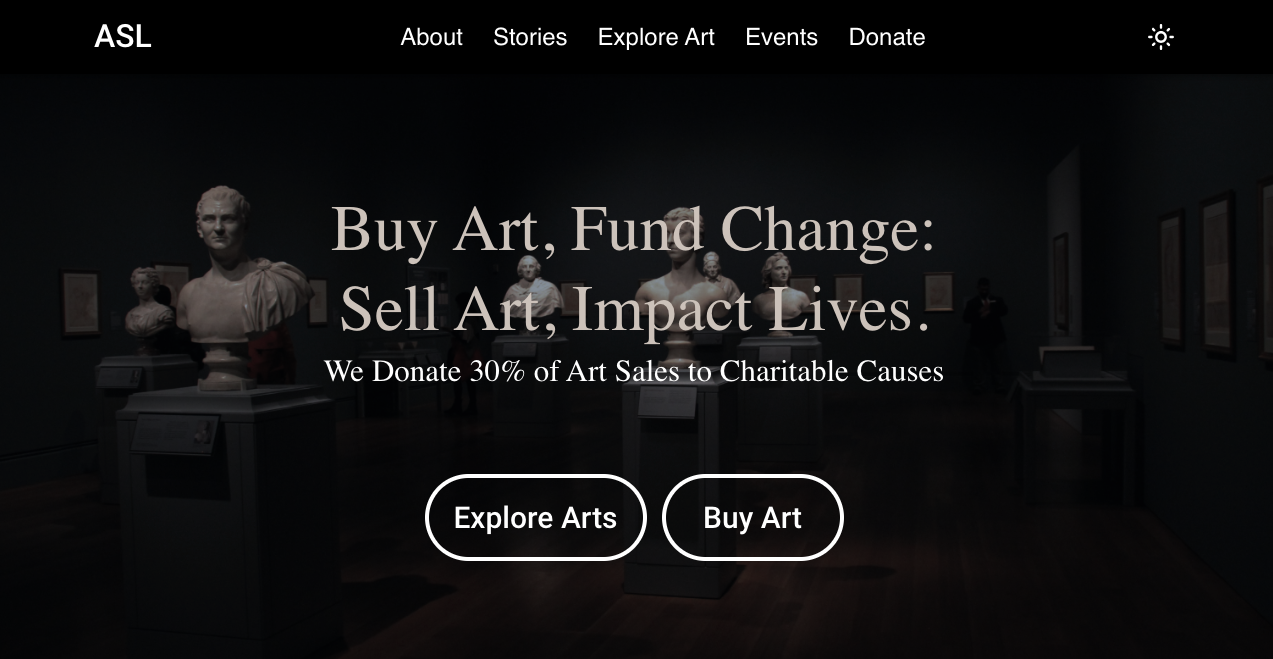 ASL
About
Stories
Explore Art
Events
Donate
Buy Art, Fund Change:
Sell Art, Impact Lives.
We Donate 30% of Art Sales to Charitable Causes
Explore Arts
Buy Art